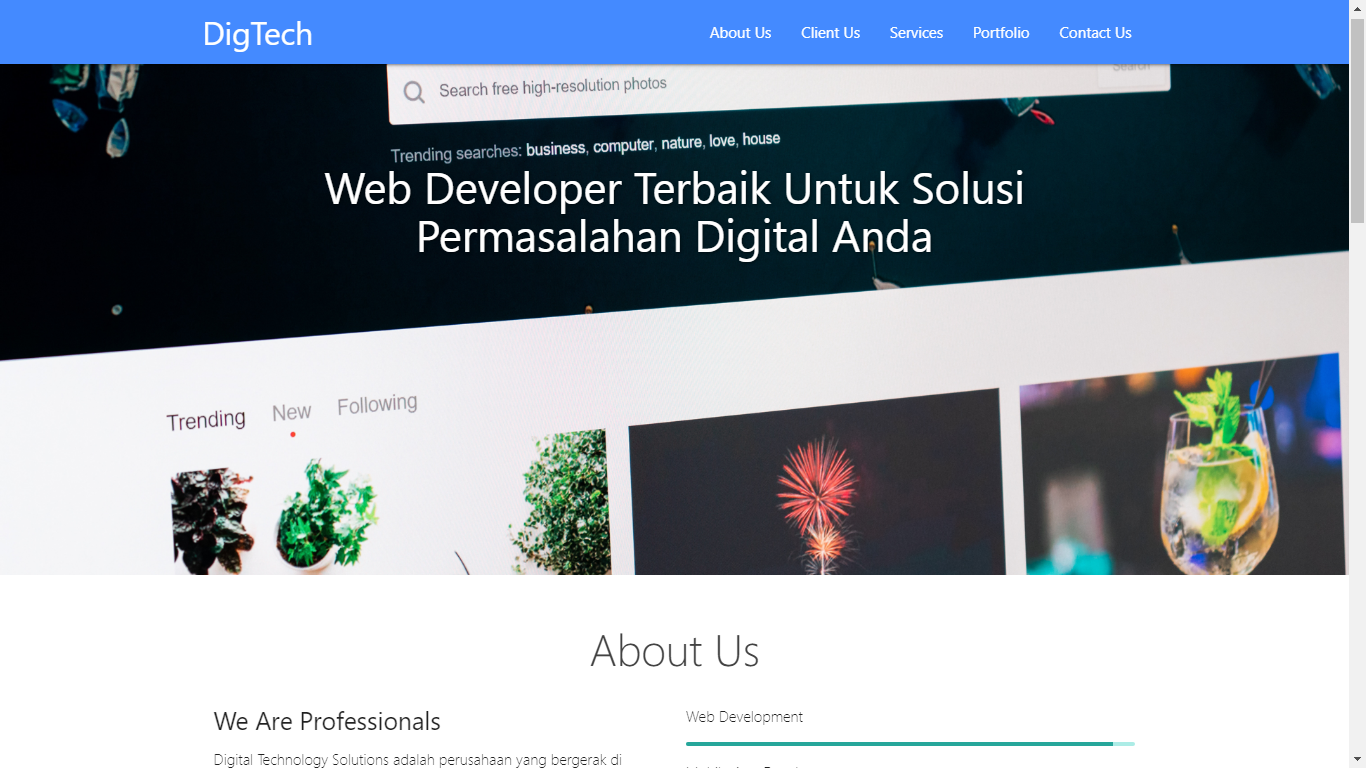 DigTech
About Us Client Us Services Portfolio Contact Us
Search
Search free high-resolution photos
Trending searches: business, computer, nature, love, house
Web Developer Terbaik Untuk Solusi
Permasalahan Digital Anda
Trending New Following
About Us
We Are Professionals
Web Development
Digital Technology Solutions adalah perusahaan yang bergerak di